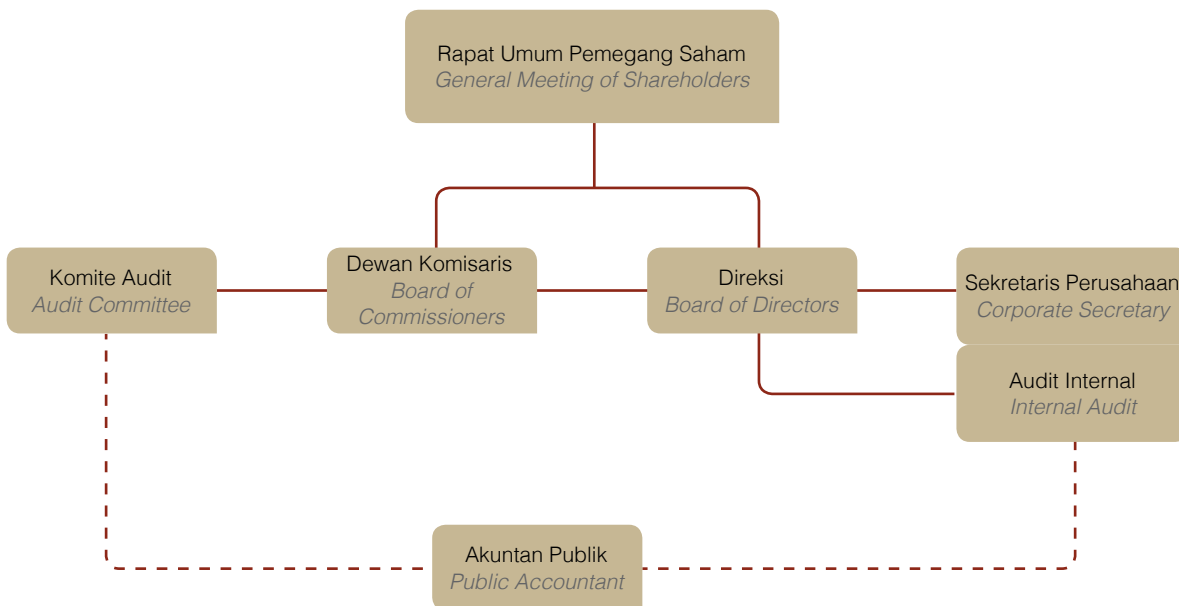 Rapat Umum Pemegang Saham
General Meeting of Shareholders
Komite Audit
Audit Committee
Dewan Komisaris
Board of
Commissioners
Direksi
Board of Directors
Sekretaris Perusahaan
Corporate Secretary
Audit Internal
Internal Audit
Akuntan Publik
Public Accountant